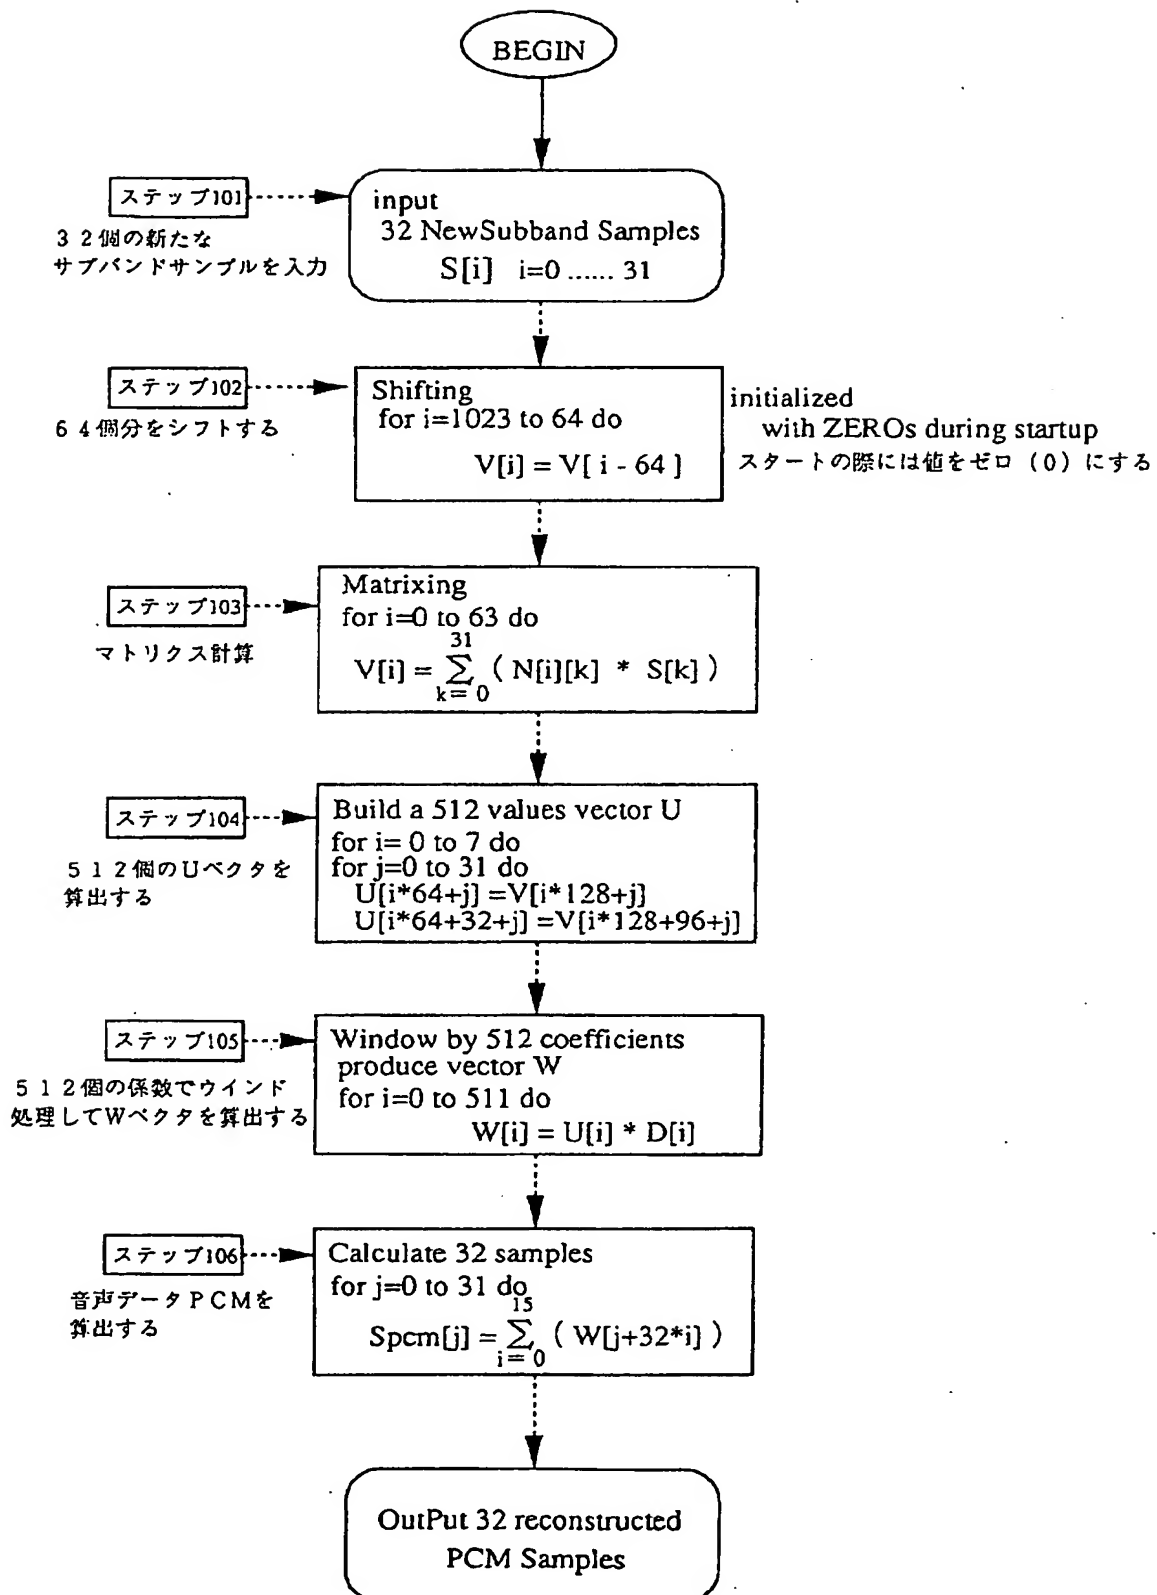 BEGIN
ステップ101
32個の新たな
サブバンドサンプルを入力
input
32 NewSubband Samples
S[i] i=0 ...... 31
ステップ102
64個分をシフトする
Shifting
for i=1023 to 64 do
V[i] = V[ i - 64 ]
initialized
with ZEROs during startup
スタートの際には値をゼロ (0) にする
ステップ103
マトリクス計算
Matrixing
for i=0 to 63 do
31
V[i] = ∑ ( N[i][k] * S[k] )
k= 0
ステップ104
512個のUベクタを
算出する
Build a 512 values vector U
for i= 0 to 7 do
for j=0 to 31 do
U[i*64+j] =V[i*128+j]
U[i*64+32+j] =V[i*128+96+j]
ステップ105
512個の係数でウインド
処理してWベクタを算出する
Window by 512 coefficients
produce vector W
for i=0 to 511 do
W[i] = U[i] * D[i]
ステップ106
音声データPCMを
算出する
Calculate 32 samples
for j=0 to 31 do
15
Spcm[j] = ∑ ( W[j+32*i] )
i= 0
OutPut 32 reconstructed
PCM Samples